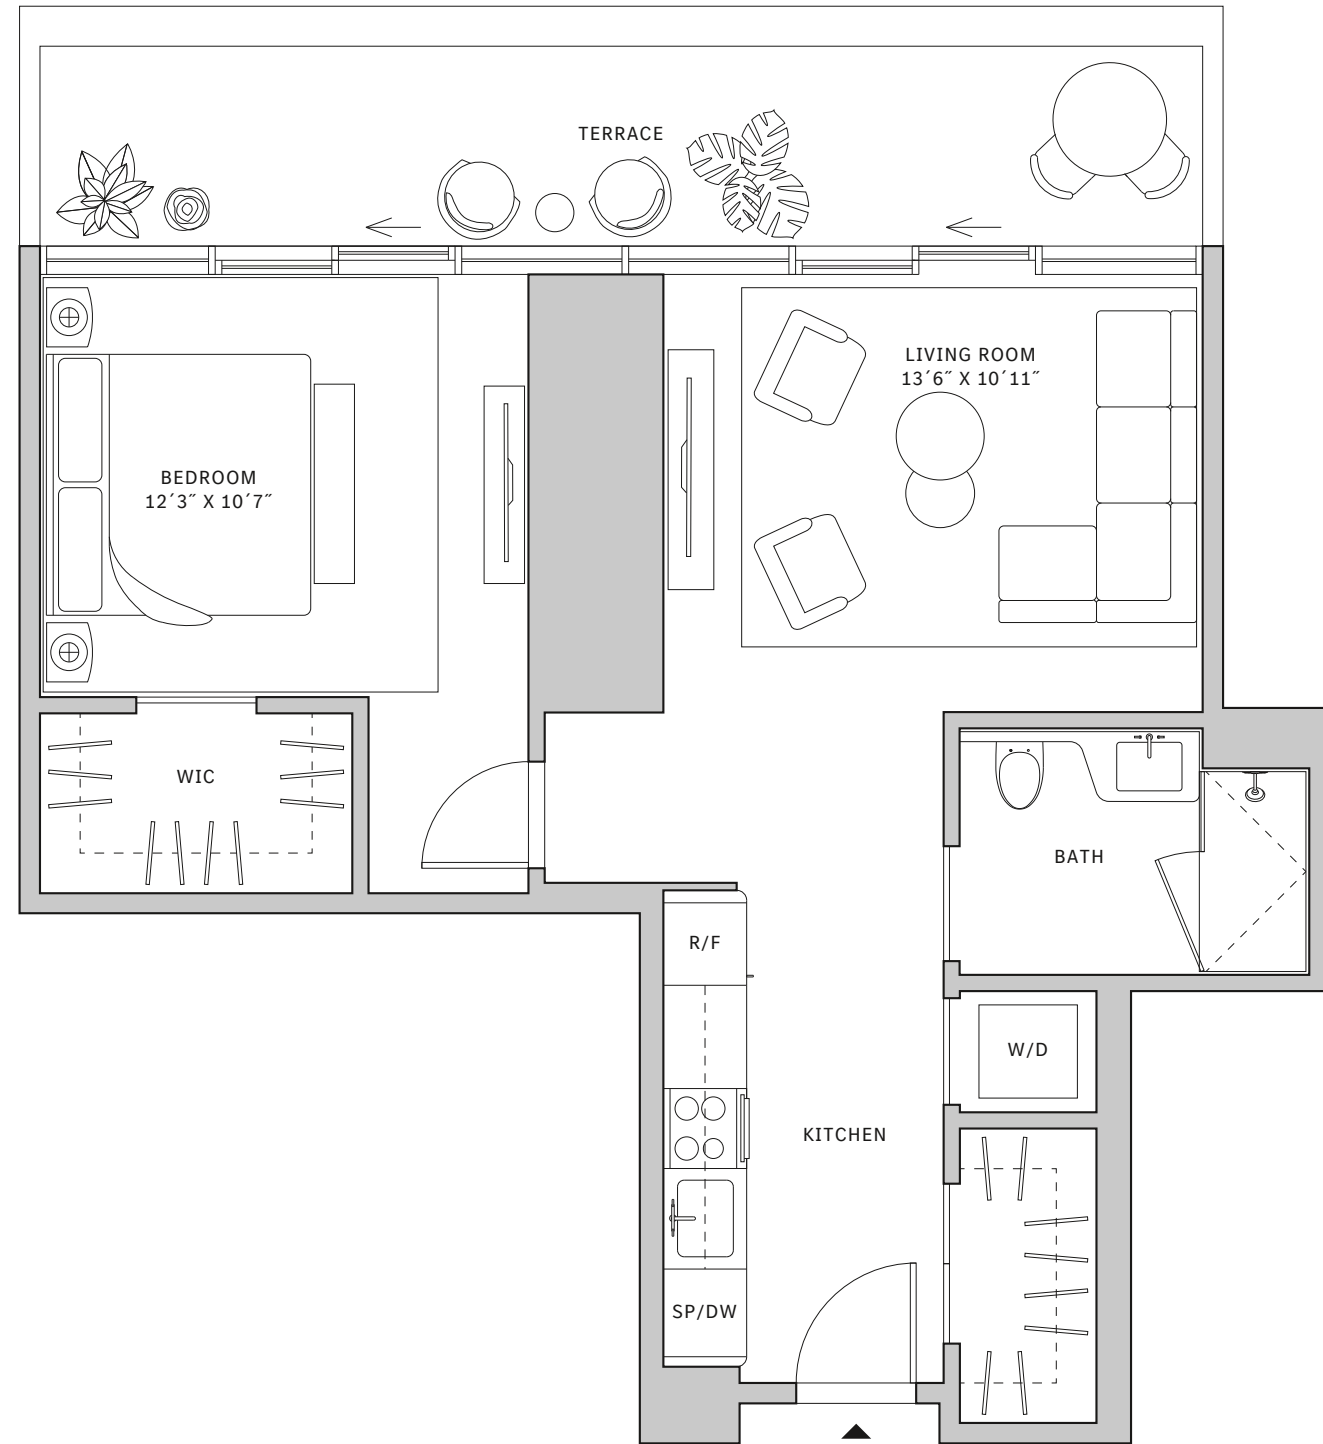 TERRACE
LIVING ROOM
13´6˝ X 10´11˝
BEDROOM
12´3˝ X 10´7˝
WIC
BATH
R/F
W/D
KITCHEN
SP/DW